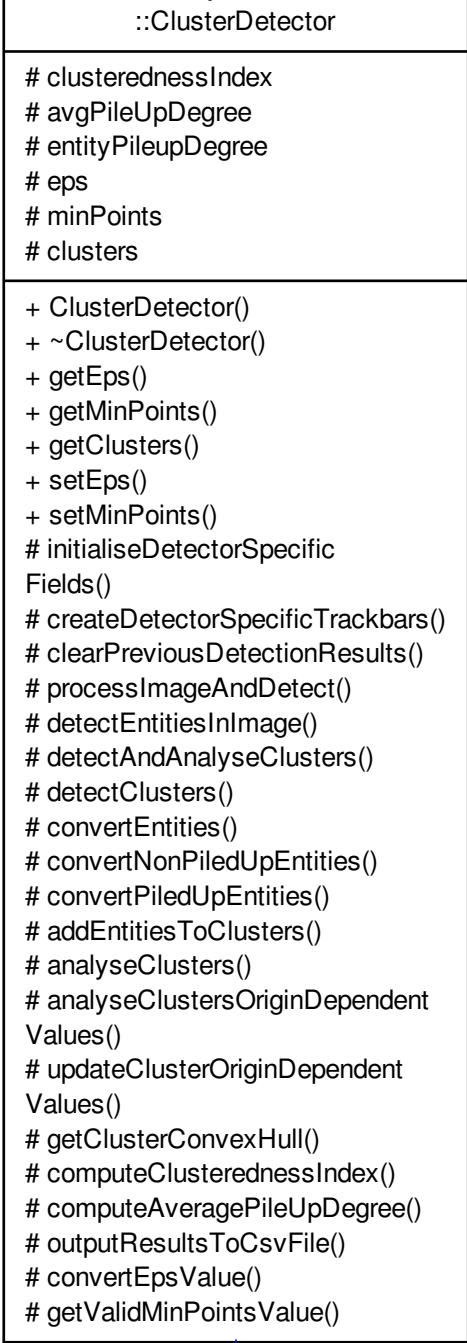 ::ClusterDetector
# clusterednessIndex
# avgPileUpDegree
# entityPileupDegree
# eps
# minPoints
# clusters
+ ClusterDetector()
+ ~ClusterDetector()
+ getEps()
+ getMinPoints()
+ getClusters()
+ setEps()
+ setMinPoints()
# initialiseDetectorSpecific
Fields()
# createDetectorSpecificTrackbars()
# clearPreviousDetectionResults()
# processImageAndDetect()
# detectEntitiesInImage()
# detectAndAnalyseClusters()
# detectClusters()
# convertEntities()
# convertNonPiledUpEntities()
# convertPiledUpEntities()
# addEntitiesToClusters()
# analyseClusters()
# analyseClustersOriginDependent
Values()
# updateClusterOriginDependent
Values()
# getClusterConvexHull()
# computeClusterednessIndex()
# computeAveragePileUpDegree()
# outputResultsToCsvFile()
# convertEpsValue()
# getValidMinPointsValue()